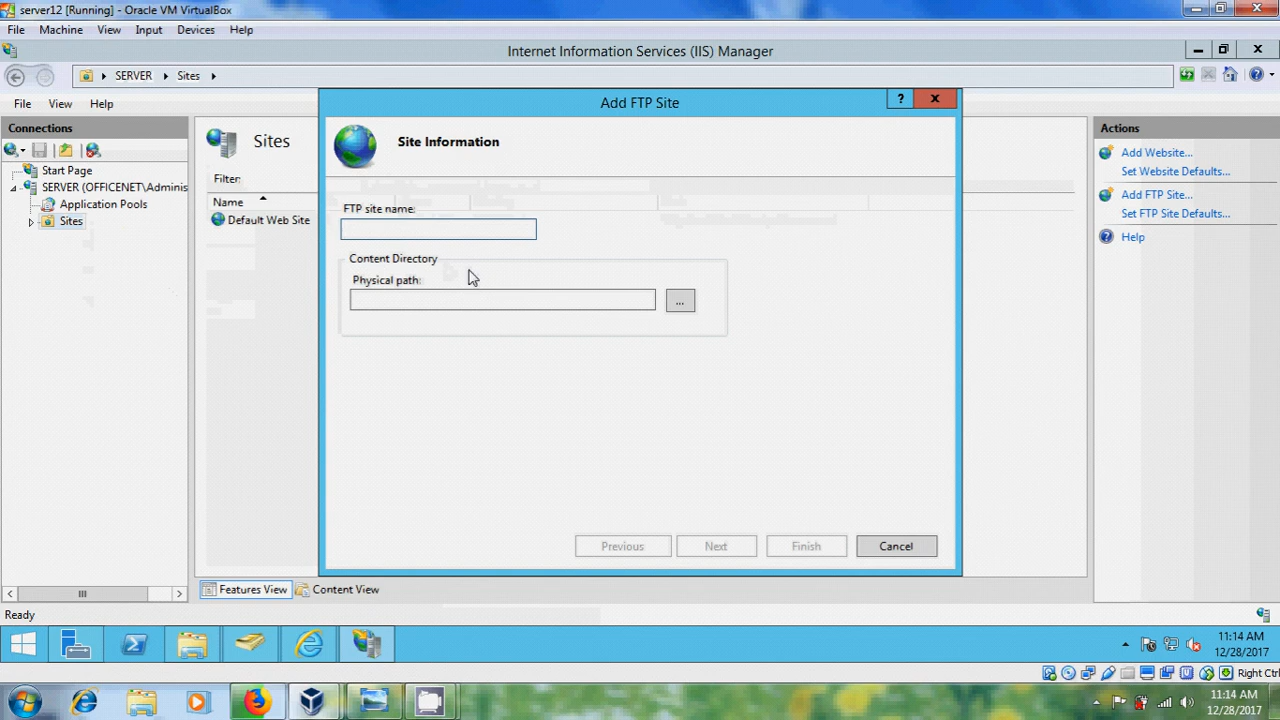 server12 [Running] - Oracle VM VirtualBox
File Machine View Input Devices Help
Internet Information Services (IIS) Manager
SERVER Sites
File View Help
Connections
Start Page
SERVER (OFFICENET\Adminis
Application Pools
Sites
Sites
Filter:
Name
Default Web Site
Add FTP Site
?
Site Information
FTP site name:
Content Directory
Physical path:
...
Previous Next Finish Cancel
Actions
Add Website...
Set Website Defaults...
Add FTP Site...
Set FTP Site Defaults...
Help
Features View Content View
Ready
11:14 AM
12/28/2017
Right Ctrl
11:14 AM
12/28/2017